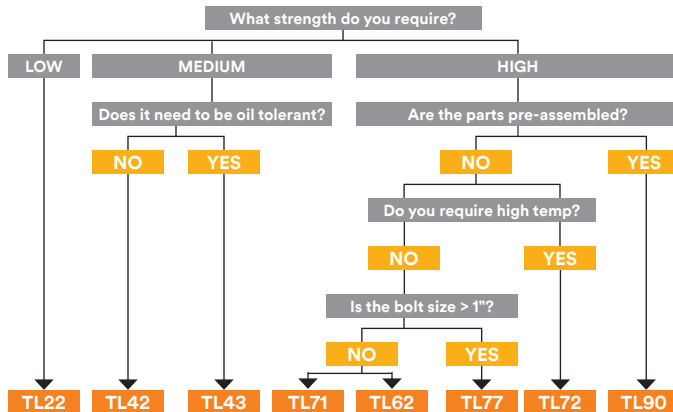 What strength do you require?
LOW
MEDIUM
HIGH
Does it need to be oil tolerant?
Are the parts pre-assembled?
NO
YES
NO
YES
Do you require high temp?
NO
YES
Is the bolt size > 1"?
NO
YES
TL22
TL42
TL43
TL71
TL62
TL77
TL72
TL90